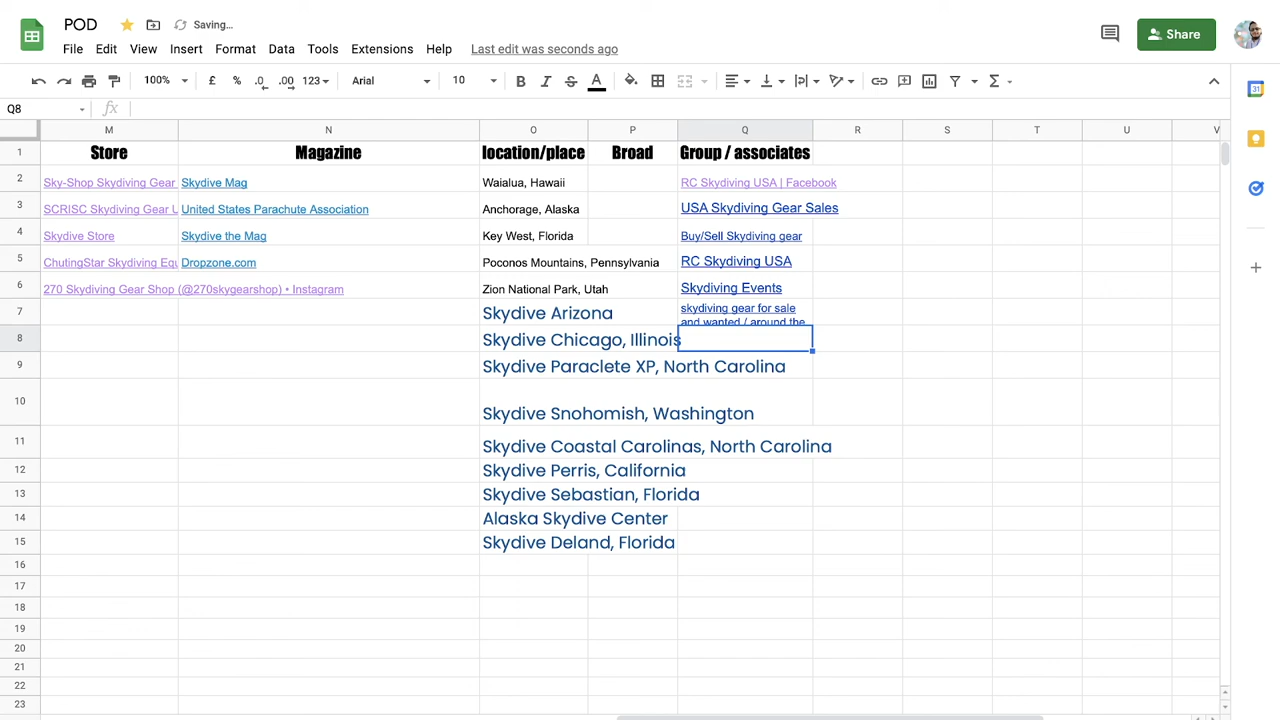 POD
Saving...
File Edit View Insert Format Data Tools Extensions Help Last edit was seconds ago
Share
100% £ % .0 .00 123 Arial 10 B I S A Σ
31
Q8 fx
M N O P Q R S T U V
1 Store Magazine location/place Broad Group / associates
2 Sky-Shop Skydiving Gear Skydive Mag Waialua, Hawaii RC Skydiving USA | Facebook
3 SCRISC Skydiving Gear U United States Parachute Association Anchorage, Alaska USA Skydiving Gear Sales
4 Skydive Store Skydive the Mag Key West, Florida Buy/Sell Skydiving gear
5 ChutingStar Skydiving Equ Dropzone.com Poconos Mountains, Pennsylvania RC Skydiving USA
6 270 Skydiving Gear Shop (@270skygearshop) • Instagram Zion National Park, Utah Skydiving Events
7 Skydive Arizona skydiving gear for sale
and wanted / around the
8 Skydive Chicago, Illinois
9 Skydive Paraclete XP, North Carolina
10 Skydive Snohomish, Washington
11 Skydive Coastal Carolinas, North Carolina
12 Skydive Perris, California
13 Skydive Sebastian, Florida
14 Alaska Skydive Center
15 Skydive Deland, Florida
16
17
18
19
20
21
22
23